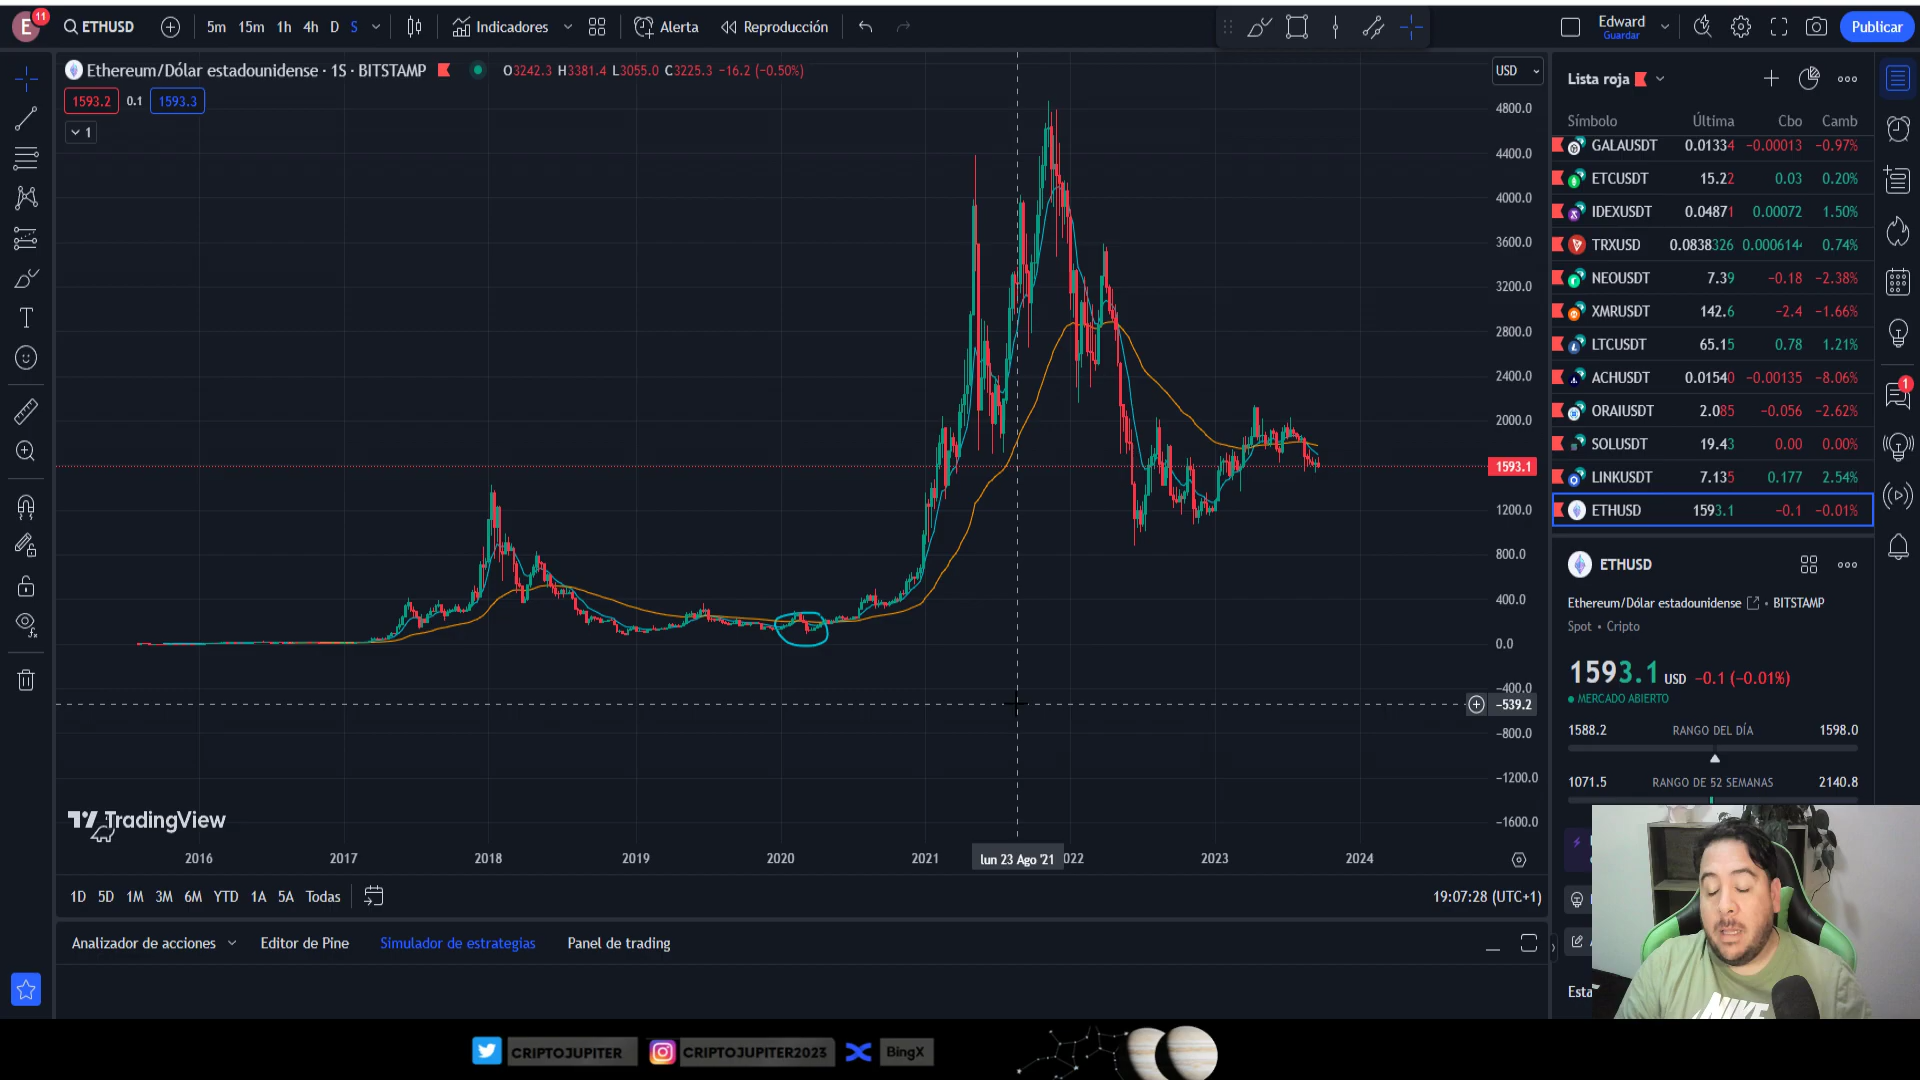 E 11 ETHUSD 5m 15m 1h 4h D S Indicadores Alerta Reproducción Edward Guardar Publicar
Ethereum/Dólar estadounidense · 1S · BITSTAMP O3242.3 H3381.4 L3055.0 C3225.3 −16.2 (−0.50%)
1593.2 0.1 1593.3
1
USD
4800.0
4400.0
4000.0
3600.0
3200.0
2800.0
2400.0
2000.0
1593.1
1200.0
800.0
400.0
0.0
−400.0
−539.2
−800.0
−1200.0
−1600.0
TradingView
2016 2017 2018 2019 2020 2021 lun 23 Ago '21 022 2023 2024
1D 5D 1M 3M 6M YTD 1A 5A Todas 19:07:28 (UTC+1)
Analizador de acciones Editor de Pine Simulador de estrategias Panel de trading
Lista roja
Símbolo Última Cbo Camb
GALAUSDT 0.01334 −0.00013 −0.97%
ETCUSDT 15.22 0.03 0.20%
IDEXUSDT 0.04871 0.00072 1.50%
TRXUSD 0.0838326 0.000614 0.74%
NEOUSDT 7.39 −0.18 −2.38%
XMRUSDT 142.6 −2.4 −1.66%
LTCUSDT 65.15 0.78 1.21%
ACHUSDT 0.01540 −0.00135 −8.06%
ORAIUSDT 2.085 −0.056 −2.62%
SOLUSDT 19.43 0.00 0.00%
LINKUSDT 7.135 0.177 2.54%
ETHUSD 1593.1 −0.1 −0.01%
1
ETHUSD
Ethereum/Dólar estadounidense • BITSTAMP
Spot • Cripto
1593.1 USD −0.1 (−0.01%)
MERCADO ABIERTO
1588.2 RANGO DEL DÍA 1598.0
1071.5 RANGO DE 52 SEMANAS 2140.8
Esta
NIKE
CRIPTOJUPITER CRIPTOJUPITER2023 BingX